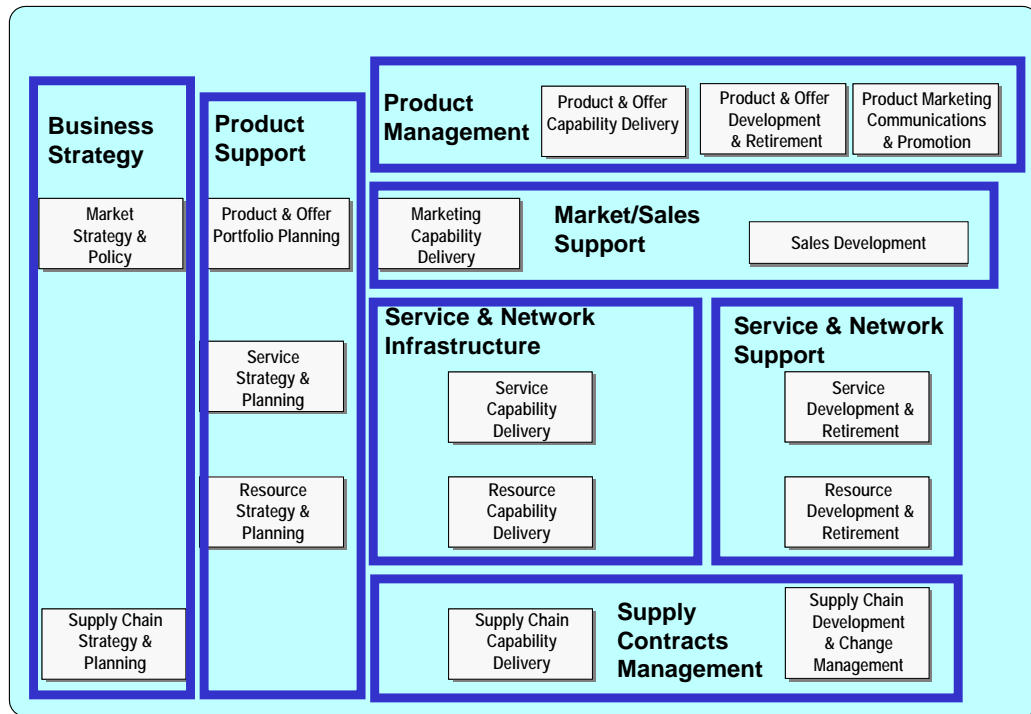 Business
Strategy
Market
Strategy &
Policy
Supply Chain
Strategy &
Planning
Product
Support
Product & Offer
Portfolio Planning
Service
Strategy &
Planning
Resource
Strategy &
Planning
Product
Management
Product & Offer
Capability Delivery
Product & Offer
Development
& Retirement
Product Marketing
Communications
& Promotion
Marketing
Capability
Delivery
Market/Sales
Support
Sales Development
Service & Network
Infrastructure
Service
Capability
Delivery
Resource
Capability
Delivery
Service & Network
Support
Service
Development &
Retirement
Resource
Development &
Retirement
Supply Chain
Capability
Delivery
Supply
Contracts
Management
Supply Chain
Development
& Change
Management